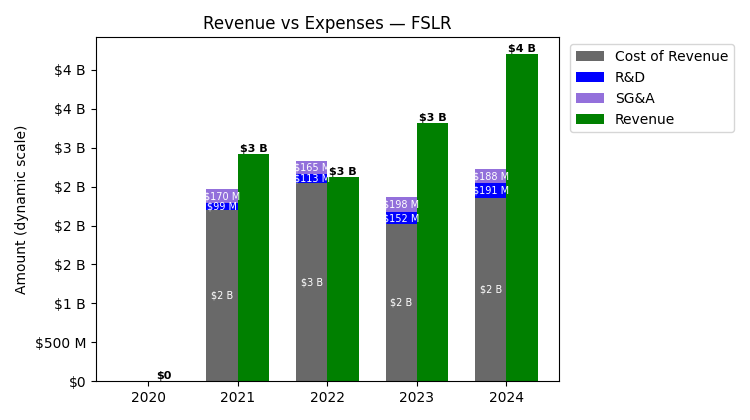 Revenue vs Expenses — FSLR
Amount (dynamic scale)
$4 B
$4 B
$3 B
$2 B
$2 B
$2 B
$1 B
$500 M
$0
$0
$170 M
$99 M
$2 B
$3 B
$165 M
$113 M
$3 B
$3 B
$198 M
$152 M
$2 B
$3 B
$188 M
$191 M
$2 B
$4 B
2020
2021
2022
2023
2024
Cost of Revenue
R&D
SG&A
Revenue